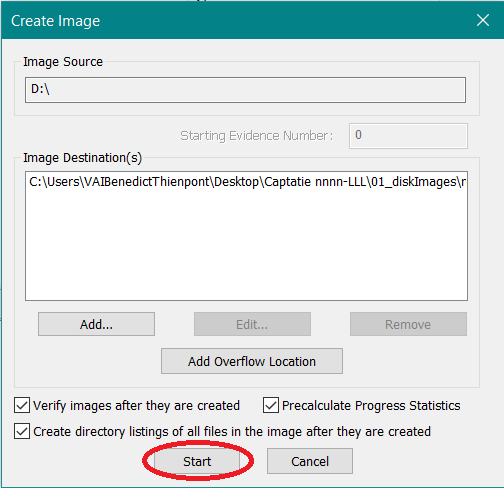 Create Image
Image Source
D:\
Starting Evidence Number: 0
Image Destination(s)
C:\Users\VAIBenedictThienpont\Desktop\Captatie nnnn-LLL\01_diskImages\r
Add... Edit... Remove
Add Overflow Location
Verify images after they are created Precalculate Progress Statistics
Create directory listings of all files in the image after they are created
Start Cancel